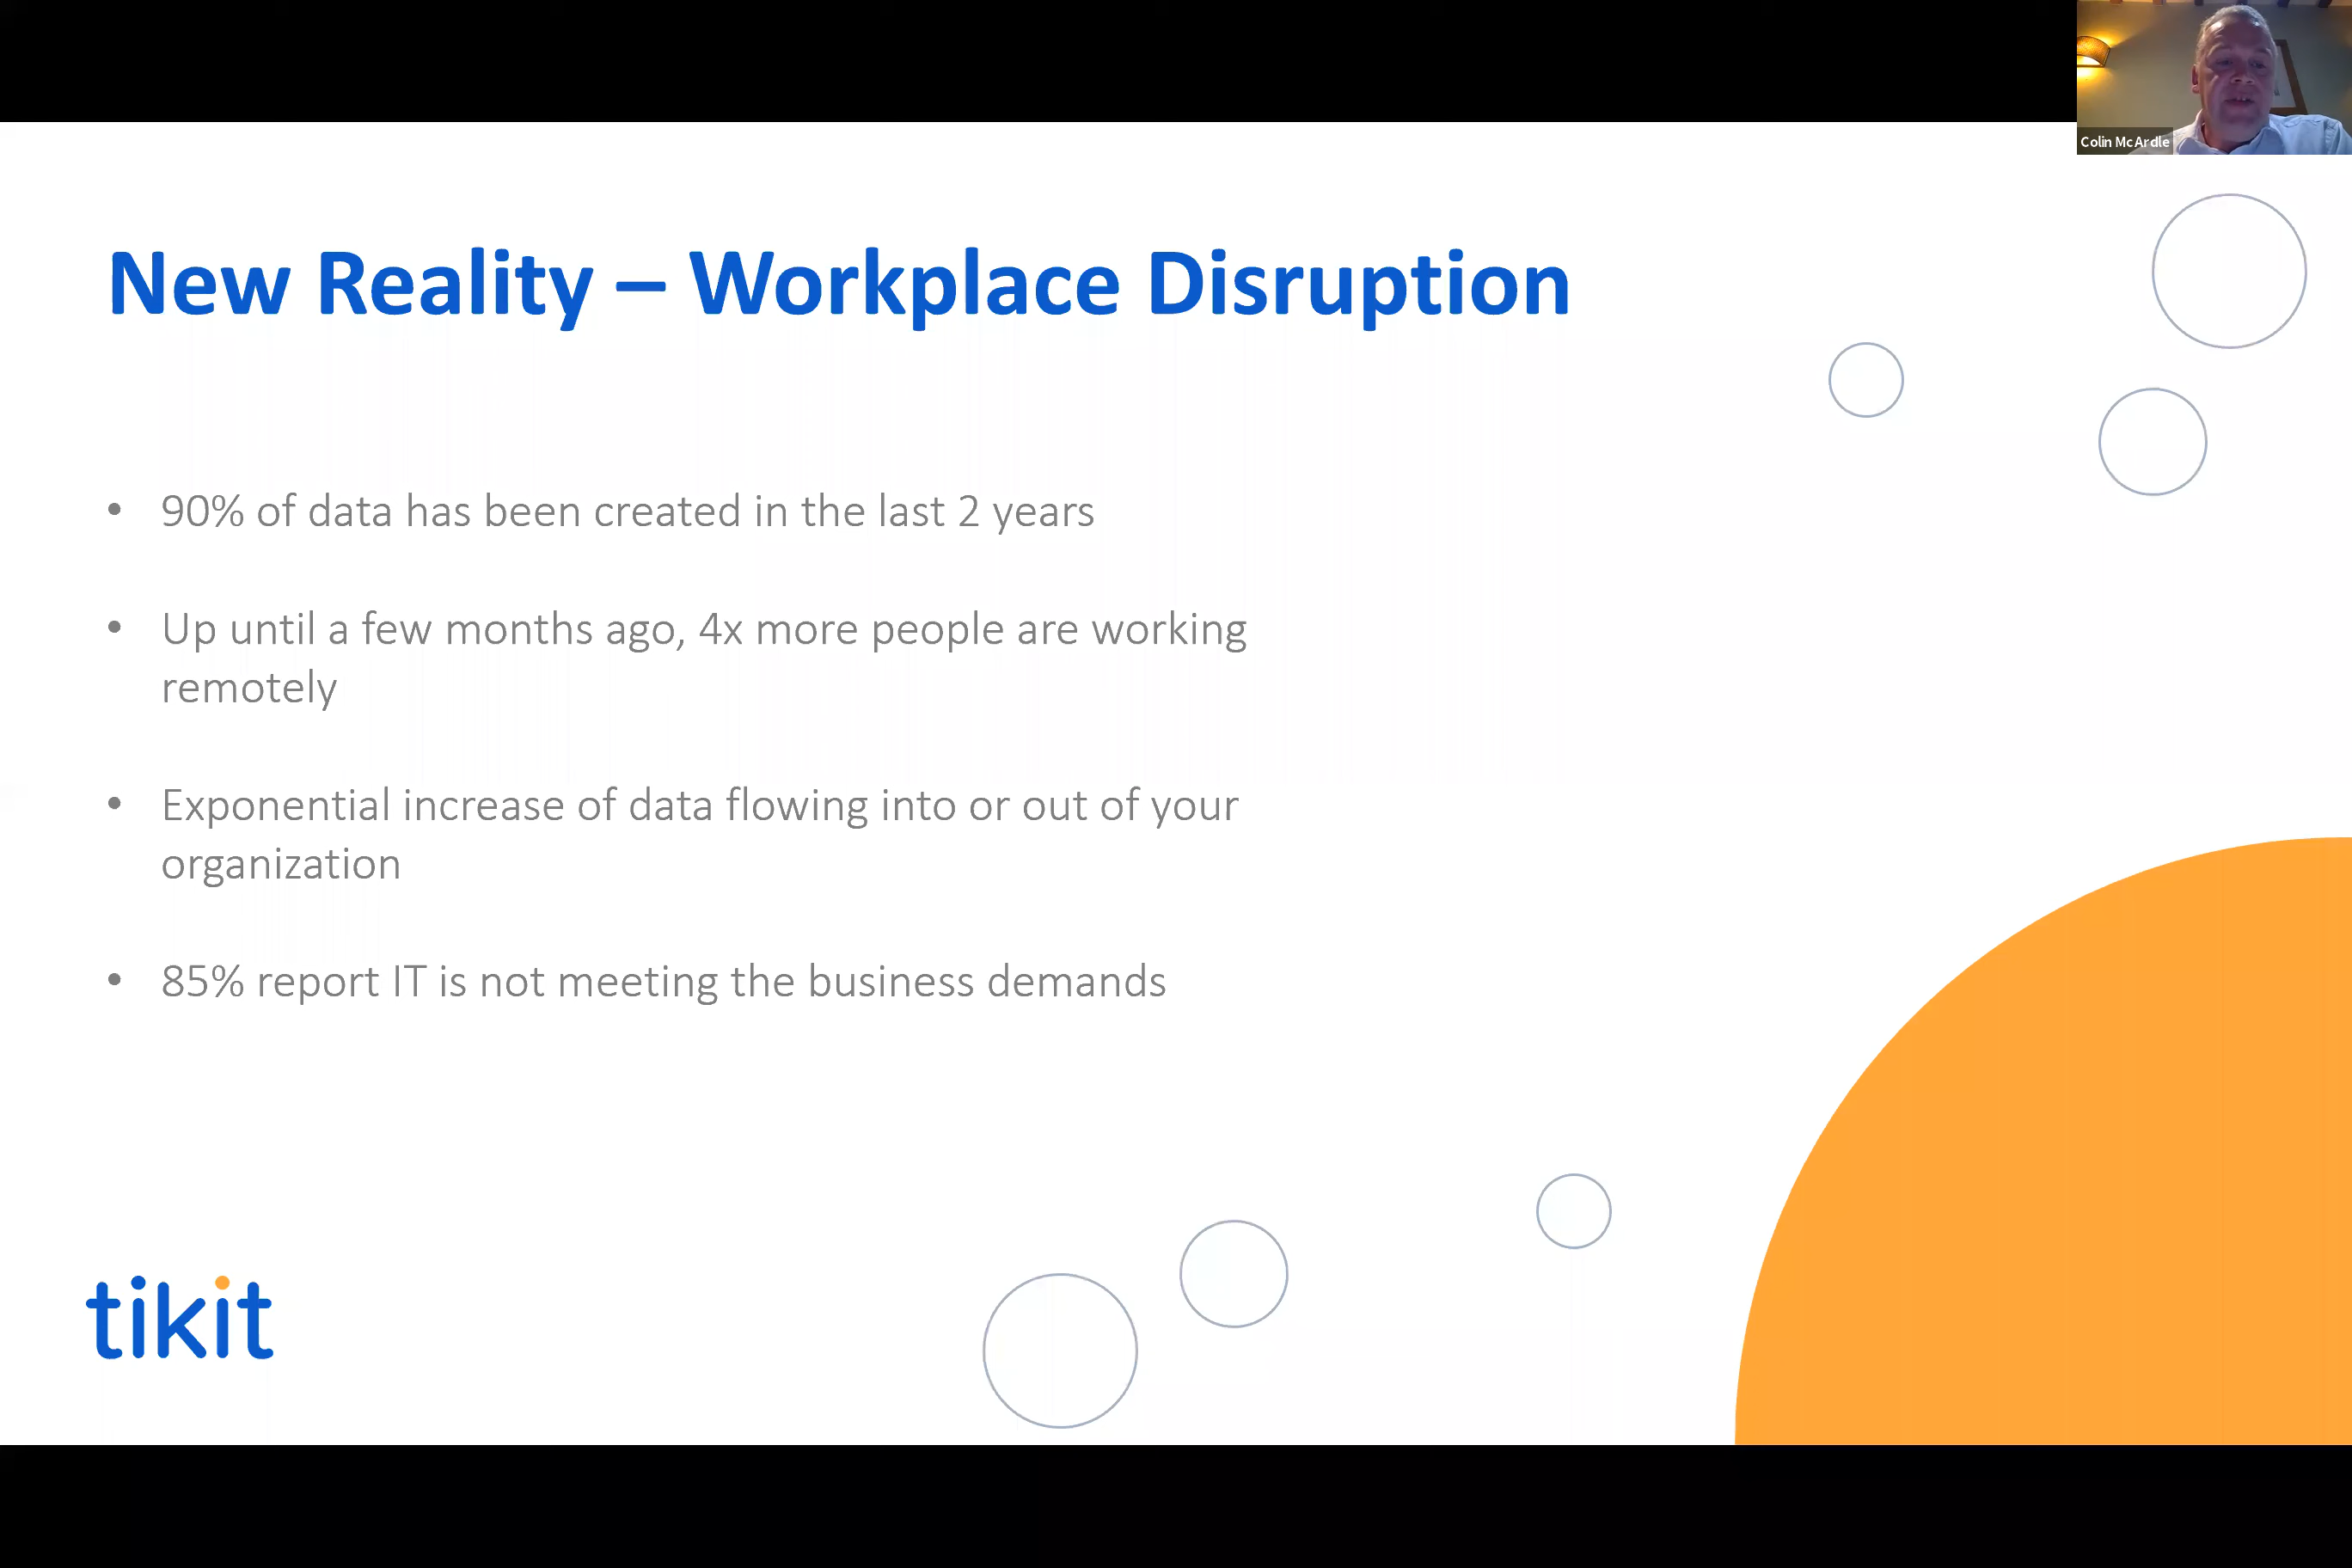 Colin McArdle
New Reality – Workplace Disruption
• 90% of data has been created in the last 2 years
• Up until a few months ago, 4x more people are working
remotely
• Exponential increase of data flowing into or out of your
organization
• 85% report IT is not meeting the business demands
tikit